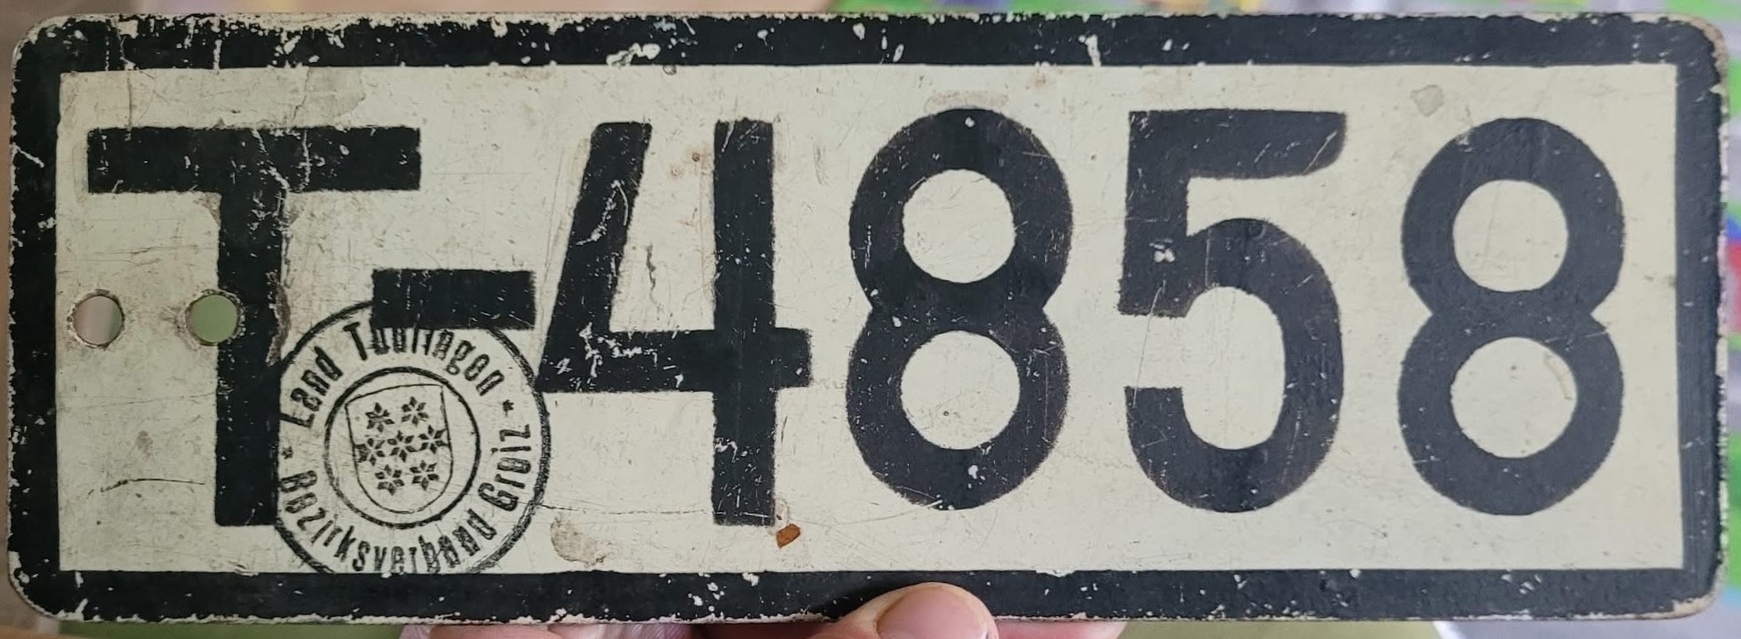 T-4858
Land Thüringen
* Bezirksverband Greiz *